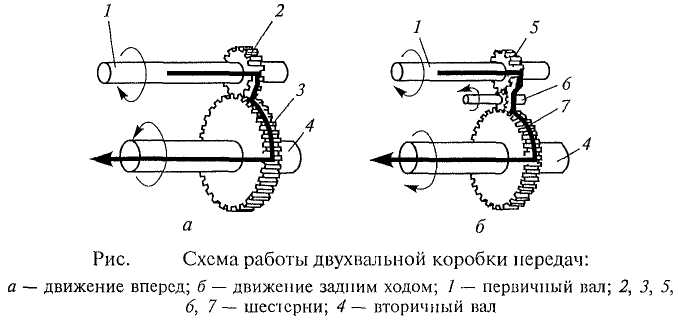 1 2 1 5
3 6
4 7 4
а б
Рис. Схема работы двухвальной коробки передач:
а — движение вперед; б — движение задним ходом; 1 — первичный вал; 2, 3, 5,
6, 7 — шестерни; 4 — вторичный вал